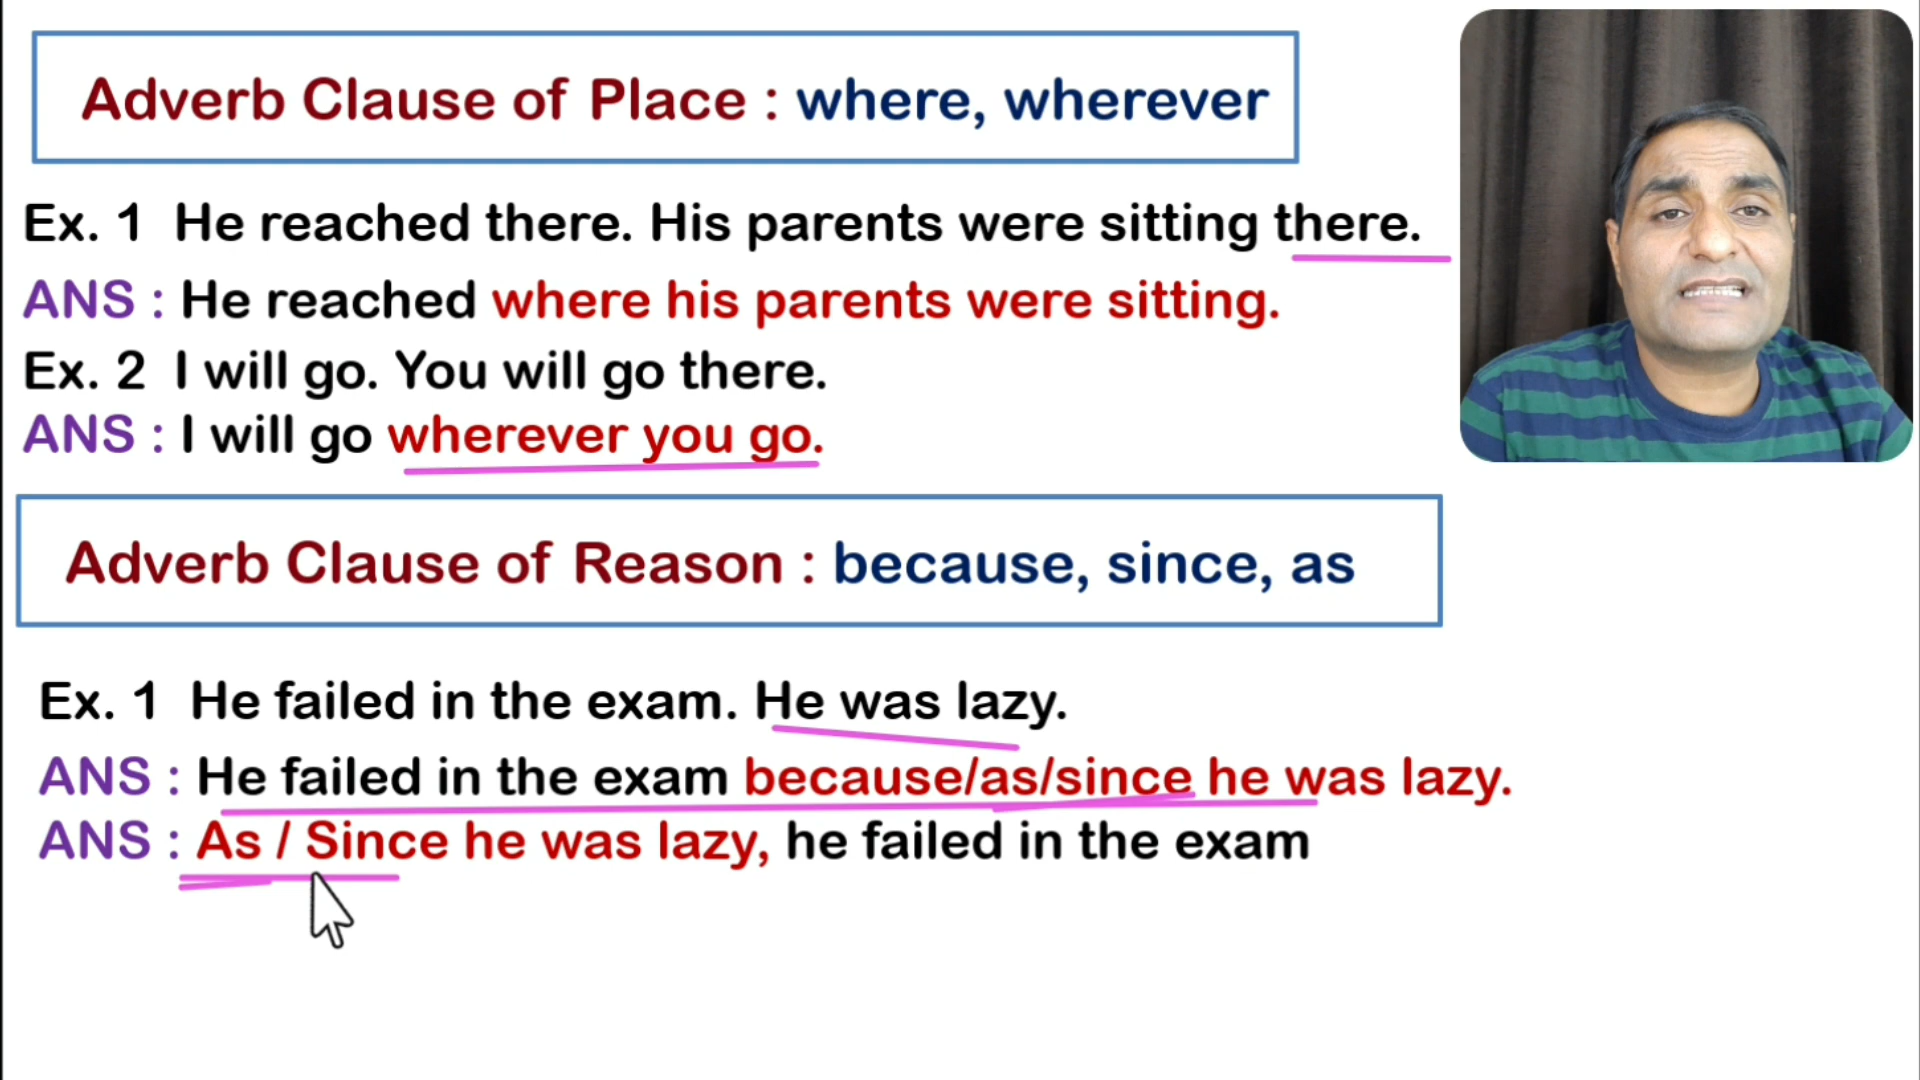 Adverb Clause of Place : where, wherever
Ex. 1 He reached there. His parents were sitting there.
ANS : He reached where his parents were sitting.
Ex. 2 I will go. You will go there.
ANS : I will go wherever you go.
Adverb Clause of Reason : because, since, as
Ex. 1 He failed in the exam. He was lazy.
ANS : He failed in the exam because/as/since he was lazy.
ANS : As / Since he was lazy, he failed in the exam